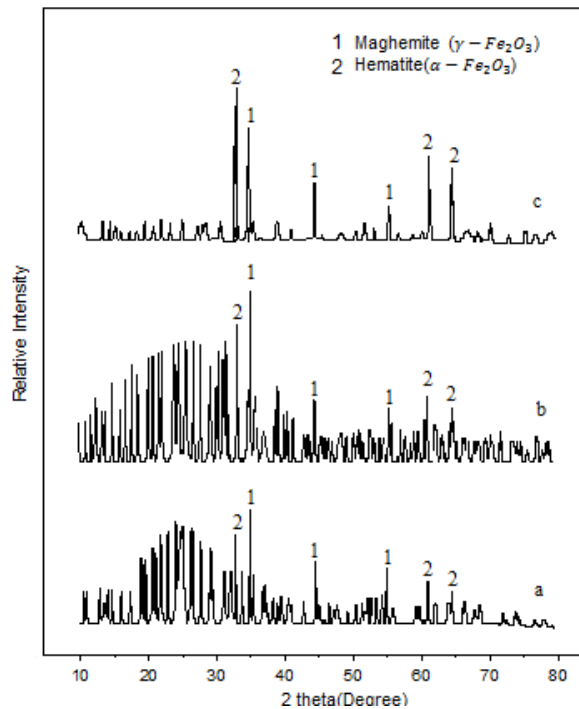 1 Maghemite (γ − Fe₂O₃)
2 Hematite(α − Fe₂O₃)
2
1
1
1
2
2
c
1
2
1
1
2
2
b
1
2
1
1
2
2
a
Relative Intensity
10 20 30 40 50 60 70 80
2 theta(Degree)